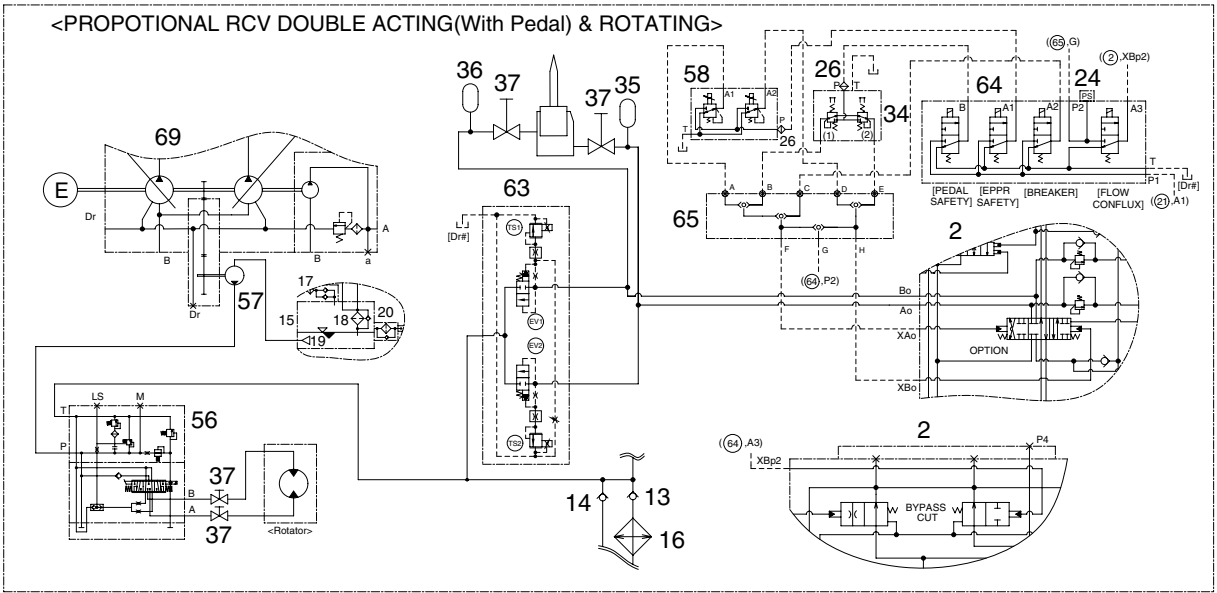 <PROPOTIONAL RCV DOUBLE ACTING(With Pedal) & ROTATING>
36
37
37
35
58
A1
A2
P
T
26
26
P
T
34
(1)
(2)
((65),G)
((2),XBp2)
64
24
PS
B
A1
A2
P2
A3
T
P1
[Dr#]
((21),A1)
[PEDAL SAFETY]
[EPPR SAFETY]
[BREAKER]
[FLOW CONFLUX]
69
E
Dr
A
B
B
a
Dr
57
17
15
18
20
19
63
[Dr#]
TS1
EV1
EV2
TS2
65
A
B
C
D
E
F
G
H
((64),P2)
2
Bo
Ao
XAo
XBo
OPTION
LS
M
56
T
P
B
A
37
37
<Rotator>
14
13
16
2
((64),A3)
XBp2
P4
BYPASS
CUT